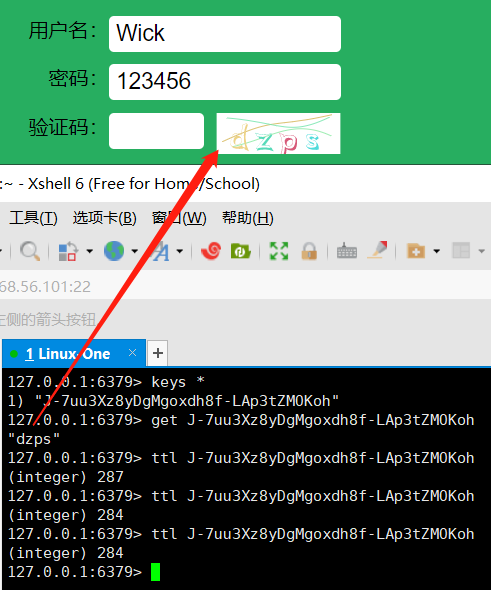 用户名： Wick
密码： 123456
验证码： dzps
:~ - Xshell 6 (Free for Home/School)
工具(T) 选项卡(B) 窗口(W) 帮助(H)
68.56.101:22
左侧的箭头按钮
1 Linux-One × +
127.0.0.1:6379> keys *
1) "J-7uu3Xz8yDgMgoxdh8f-LAp3tZMOKoh"
127.0.0.1:6379> get J-7uu3Xz8yDgMgoxdh8f-LAp3tZMOKoh
"dzps"
127.0.0.1:6379> ttl J-7uu3Xz8yDgMgoxdh8f-LAp3tZMOKoh
(integer) 287
127.0.0.1:6379> ttl J-7uu3Xz8yDgMgoxdh8f-LAp3tZMOKoh
(integer) 284
127.0.0.1:6379> ttl J-7uu3Xz8yDgMgoxdh8f-LAp3tZMOKoh
(integer) 284
127.0.0.1:6379>